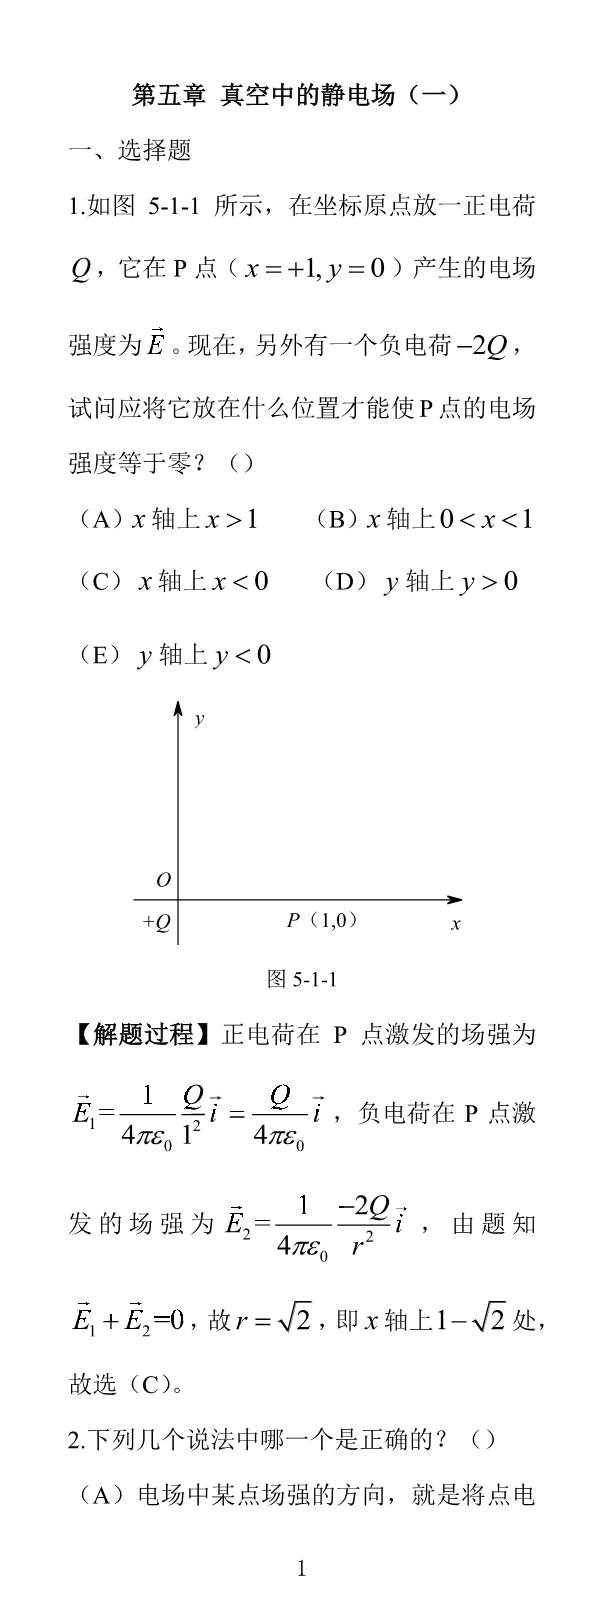 第五章 真空中的静电场（一）
一、选择题
1.如图 5-1-1 所示，在坐标原点放一正电荷
Q，它在 P 点（x=+1, y=0）产生的电场
强度为 \vec{E}。现在，另外有一个负电荷 −2Q，
试问应将它放在什么位置才能使 P 点的电场
强度等于零？（）
（A）x 轴上 x>1 （B）x 轴上 0<x<1
（C） x 轴上 x<0 （D） y 轴上 y>0
（E） y 轴上 y<0
y
O
+Q P（1,0） x
图 5-1-1
【解题过程】正电荷在 P 点激发的场强为
\vec{E}_1=\frac{1}{4\pi\varepsilon_0}\frac{Q}{1^2}\vec{i}=\frac{Q}{4\pi\varepsilon_0}\vec{i}，负电荷在 P 点激
发的场强为 \vec{E}_2=\frac{1}{4\pi\varepsilon_0}\frac{-2Q}{r^2}\vec{i}，由题知
\vec{E}_1+\vec{E}_2=0，故 r=\sqrt{2}，即 x 轴上 1−\sqrt{2} 处，
故选（C）。
2.下列几个说法中哪一个是正确的？（）
（A）电场中某点场强的方向，就是将点电
1